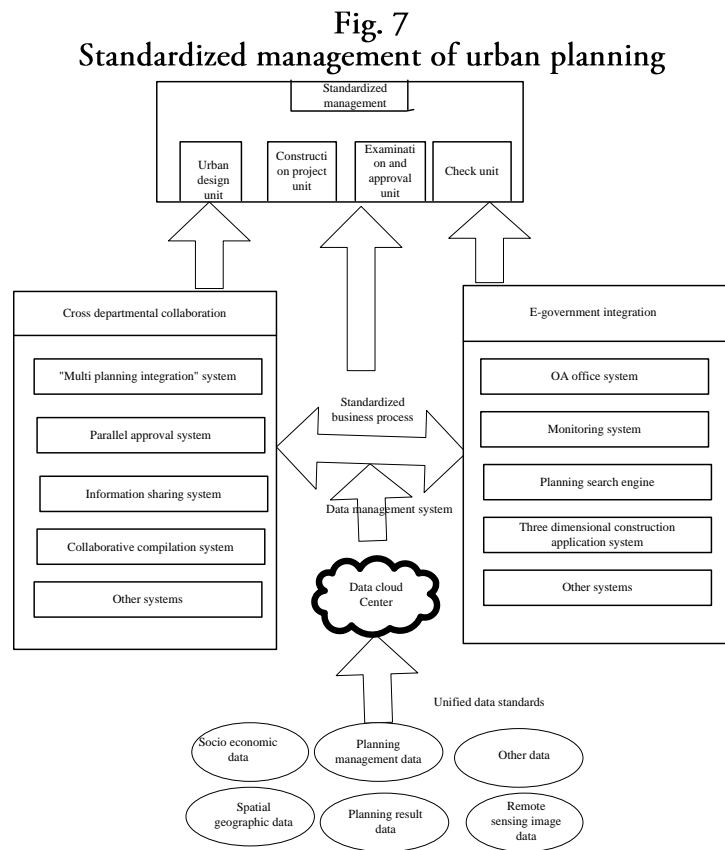 Fig. 7
Standardized management of urban planning
Standardized
management
Urban
design
unit
Constructi
on project
unit
Examinati
on and
approval
unit
Check unit
Cross departmental collaboration
"Multi planning integration" system
Parallel approval system
Information sharing system
Collaborative compilation system
Other systems
Standardized
business process
Data management system
Data cloud
Center
E-government integration
OA office system
Monitoring system
Planning search engine
Three dimensional construction
application system
Other systems
Unified data standards
Socio economic
data
Planning
management data
Other data
Spatial
geographic data
Planning result
data
Remote
sensing image
data